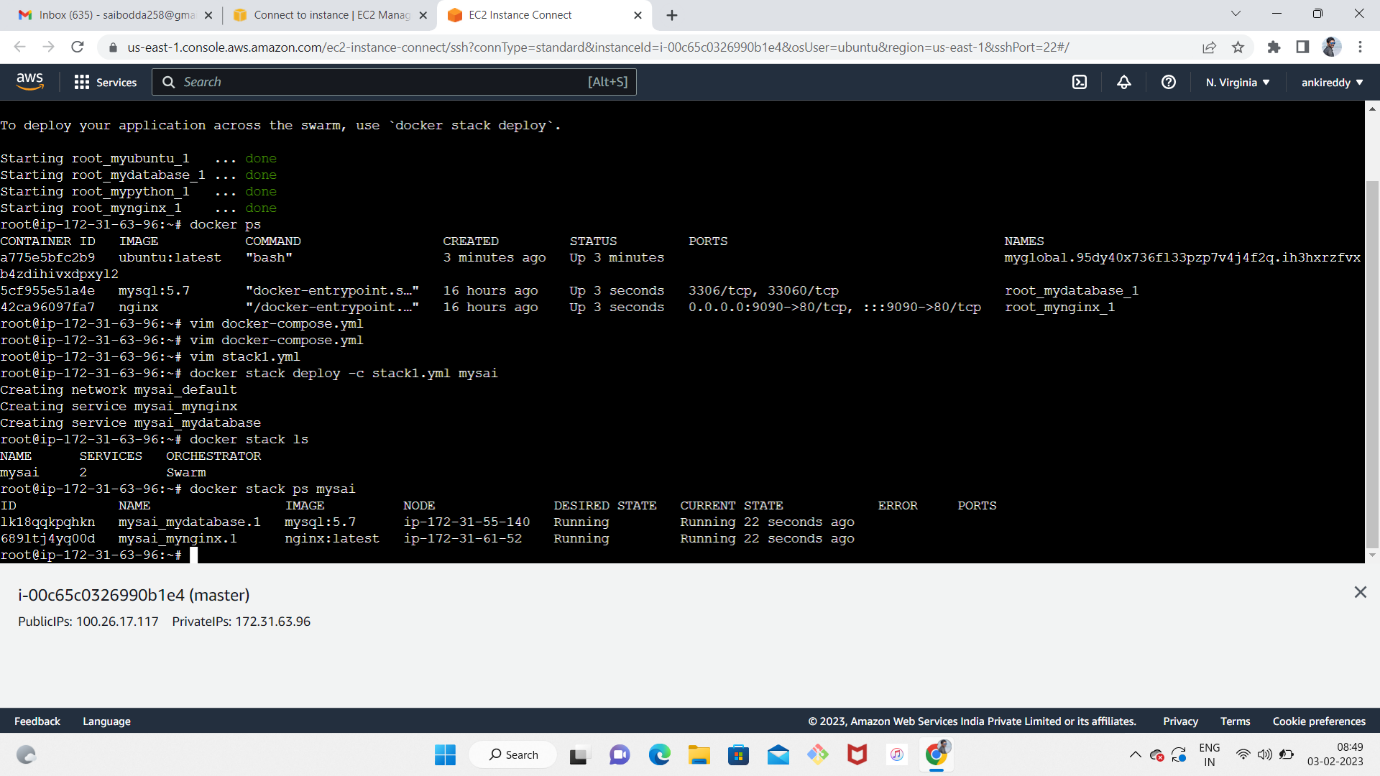 Inbox (635) - saibodda258@gma
Connect to instance | EC2 Manag
EC2 Instance Connect
us-east-1.console.aws.amazon.com/ec2-instance-connect/ssh?connType=standard&instanceId=i-00c65c0326990b1e4&osUser=ubuntu&region=us-east-1&sshPort=22#/
aws Services Search [Alt+S] N. Virginia ▼ ankireddy ▼
To deploy your application across the swarm, use `docker stack deploy`.
Starting root_myubuntu_1   ... done
Starting root_mydatabase_1 ... done
Starting root_mypython_1   ... done
Starting root_mynginx_1    ... done
root@ip-172-31-63-96:~# docker ps
CONTAINER ID   IMAGE           COMMAND                  CREATED         STATUS         PORTS                                   NAMES
a775e5bfc2b9   ubuntu:latest   "bash"                   3 minutes ago   Up 3 minutes                                           myglobal.95dy40x736fl33pzp7v4j4f2q.ih3hxrzfvx
b4zdihivxdpxyl2
5cf955e51a4e   mysql:5.7       "docker-entrypoint.s…"   16 hours ago    Up 3 seconds   3306/tcp, 33060/tcp                     root_mydatabase_1
42ca96097fa7   nginx           "/docker-entrypoint.…"   16 hours ago    Up 3 seconds   0.0.0.0:9090->80/tcp, :::9090->80/tcp   root_mynginx_1
root@ip-172-31-63-96:~# vim docker-compose.yml
root@ip-172-31-63-96:~# vim docker-compose.yml
root@ip-172-31-63-96:~# vim stack1.yml
root@ip-172-31-63-96:~# docker stack deploy -c stack1.yml mysai
Creating network mysai_default
Creating service mysai_mynginx
Creating service mysai_mydatabase
root@ip-172-31-63-96:~# docker stack ls
NAME      SERVICES   ORCHESTRATOR
mysai     2          Swarm
root@ip-172-31-63-96:~# docker stack ps mysai
ID             NAME                 IMAGE          NODE               DESIRED STATE   CURRENT STATE            ERROR     PORTS
lk18qqkpqhkn   mysai_mydatabase.1   mysql:5.7      ip-172-31-55-140   Running         Running 22 seconds ago
689ltj4yq00d   mysai_mynginx.1      nginx:latest   ip-172-31-61-52    Running         Running 22 seconds ago
root@ip-172-31-63-96:~#
i-00c65c0326990b1e4 (master)
PublicIPs: 100.26.17.117 PrivateIPs: 172.31.63.96
Feedback Language © 2023, Amazon Web Services India Private Limited or its affiliates. Privacy Terms Cookie preferences
Search
ENG
IN
08:49
03-02-2023